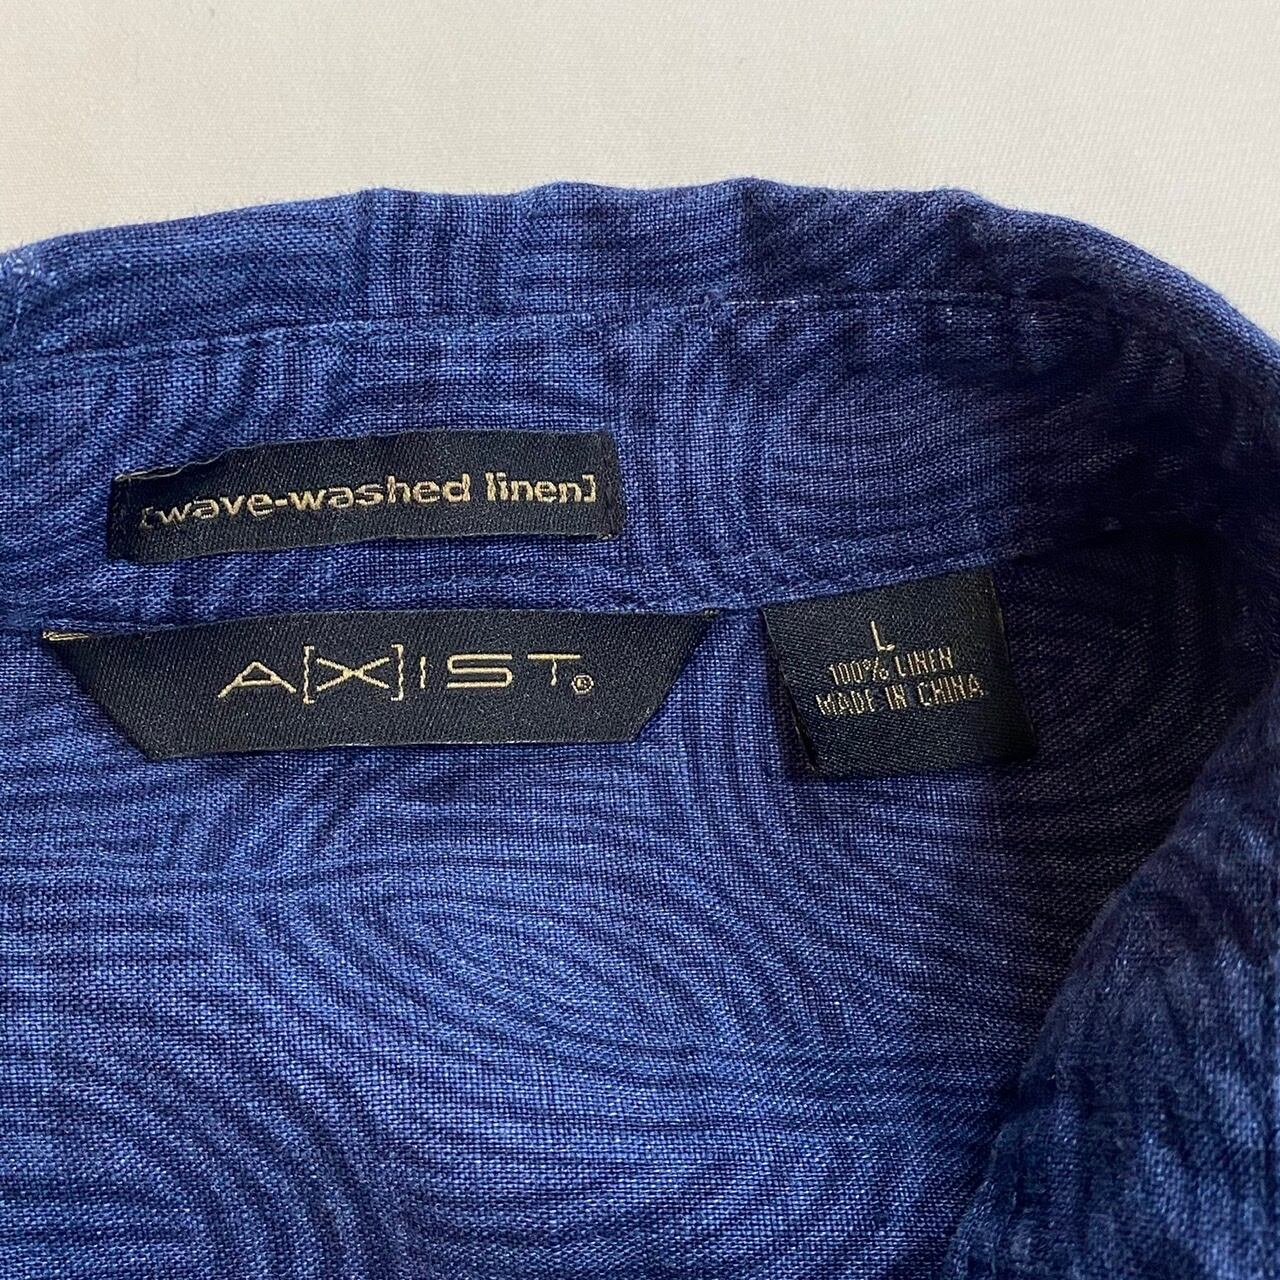 [wave-washed linen]
A[X]IST®
L
100% LINEN
MADE IN CHINA